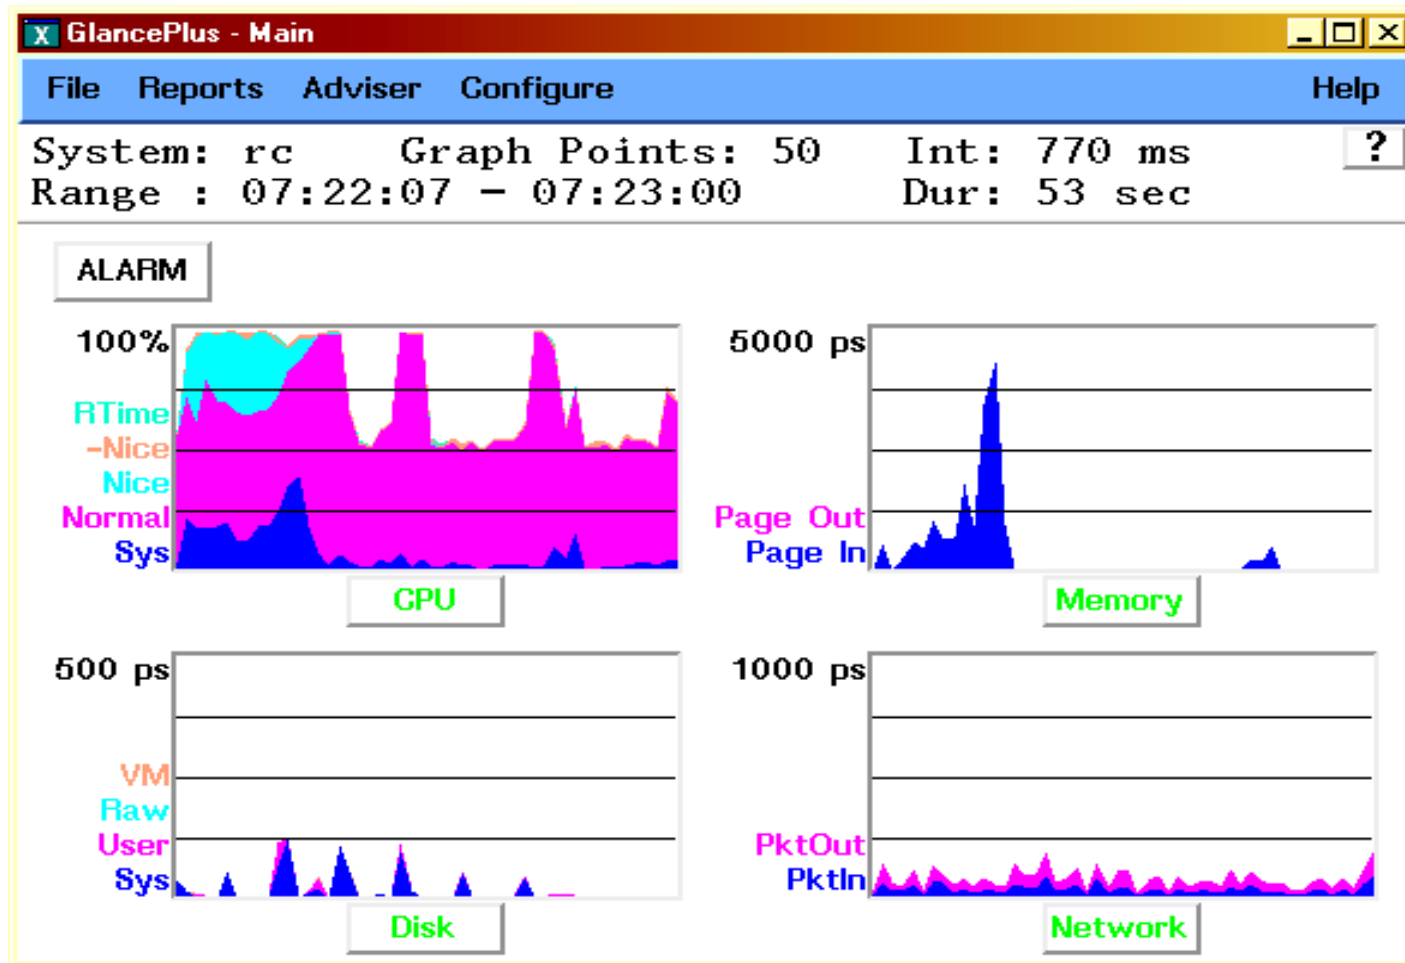 X GlancePlus - Main
File Reports Adviser Configure Help
System: rc Graph Points: 50 Int: 770 ms ?
Range : 07:22:07 - 07:23:00 Dur: 53 sec
ALARM
100%
RTime
-Nice
Nice
Normal
Sys
CPU
5000 ps
Page Out
Page In
Memory
500 ps
VM
Raw
User
Sys
Disk
1000 ps
PktOut
PktIn
Network